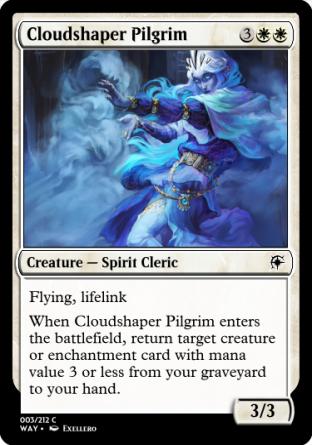 Cloudshaper Pilgrim 3
Creature — Spirit Cleric
Flying, lifelink
When Cloudshaper Pilgrim enters
the battlefield, return target creature
or enchantment card with mana
value 3 or less from your graveyard
to your hand.
3/3
003/212 C
WAY • Exellero